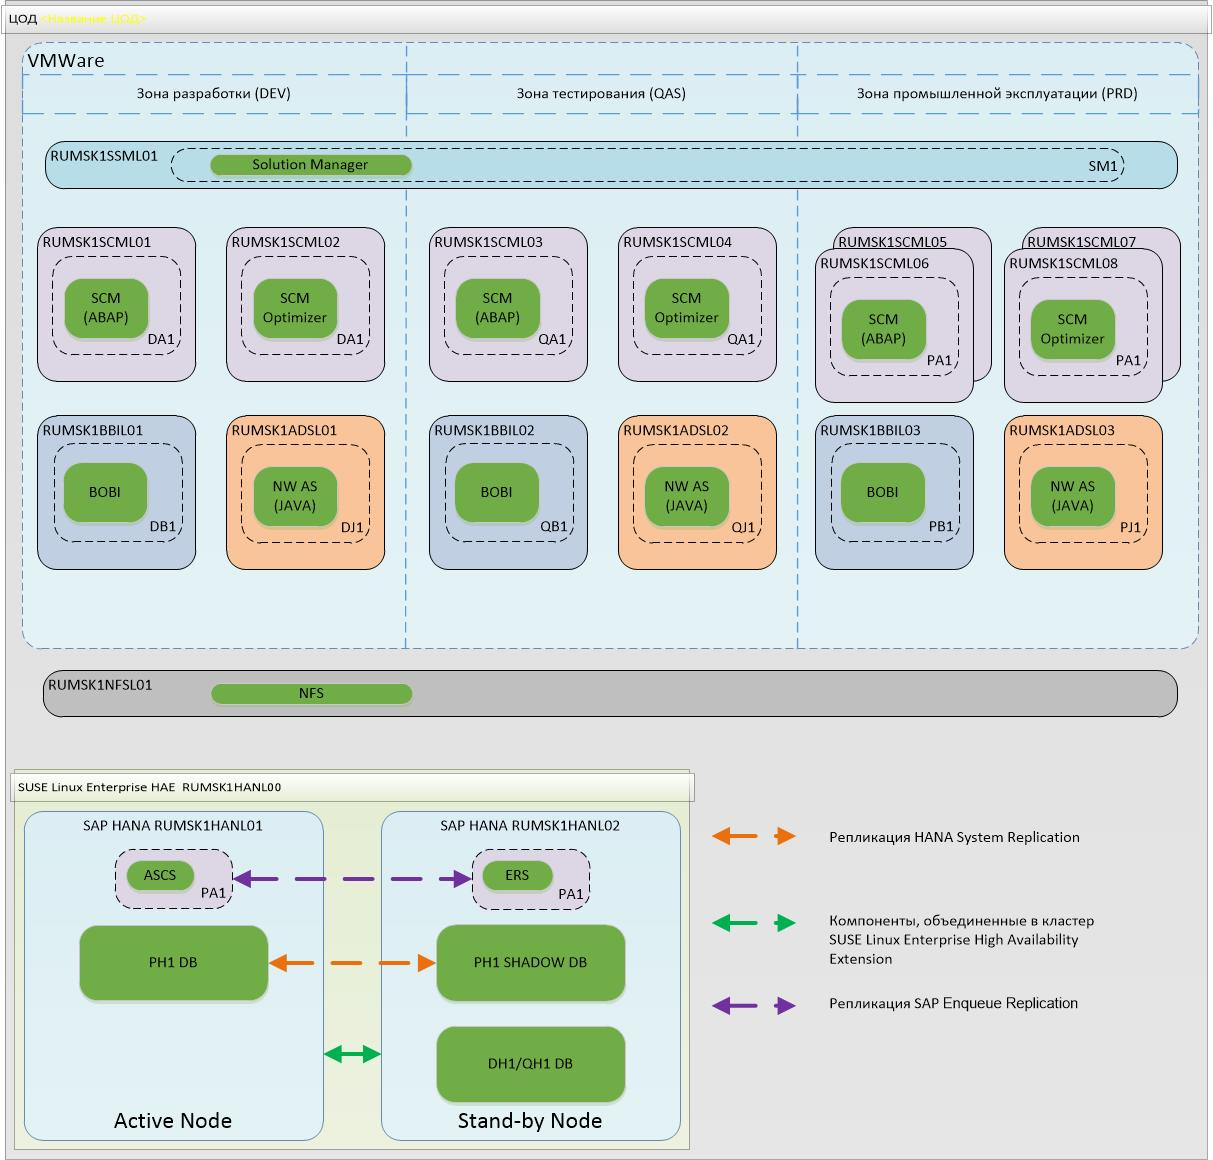 ЦОД <Название ЦОД>
VMWare
Зона разработки (DEV)
Зона тестирования (QAS)
Зона промышленной эксплуатации (PRD)
RUMSK1SSML01
Solution Manager
SM1
RUMSK1SCML01
SCM
(ABAP)
DA1
RUMSK1SCML02
SCM
Optimizer
DA1
RUMSK1SCML03
SCM
(ABAP)
QA1
RUMSK1SCML04
SCM
Optimizer
QA1
RUMSK1SCML05
RUMSK1SCML06
SCM
(ABAP)
PA1
RUMSK1SCML07
RUMSK1SCML08
SCM
Optimizer
PA1
RUMSK1BBIL01
BOBI
DB1
RUMSK1ADSL01
NW AS
(JAVA)
DJ1
RUMSK1BBIL02
BOBI
QB1
RUMSK1ADSL02
NW AS
(JAVA)
QJ1
RUMSK1BBIL03
BOBI
PB1
RUMSK1ADSL03
NW AS
(JAVA)
PJ1
RUMSK1NFSL01
NFS
SUSE Linux Enterprise HAE RUMSK1HANL00
SAP HANA RUMSK1HANL01
ASCS
PA1
PH1 DB
Active Node
SAP HANA RUMSK1HANL02
ERS
PA1
PH1 SHADOW DB
DH1/QH1 DB
Stand-by Node
Репликация HANA System Replication
Компоненты, объединенные в кластер
SUSE Linux Enterprise High Availability
Extension
Репликация SAP Enqueue Replication